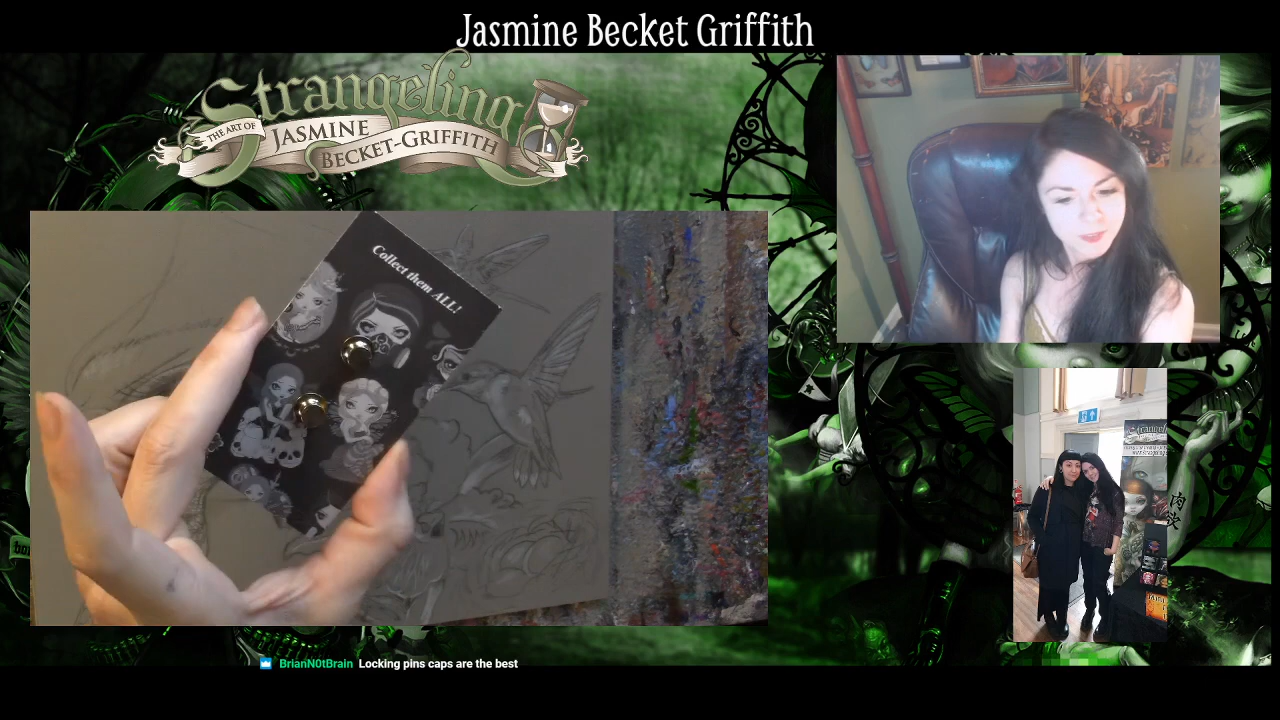 Jasmine Becket Griffith
Strangeling
THE ART OF
JASMINE
BECKET-GRIFFITH
Collect them ALL!
BrianN0tBrain Locking pins caps are the best